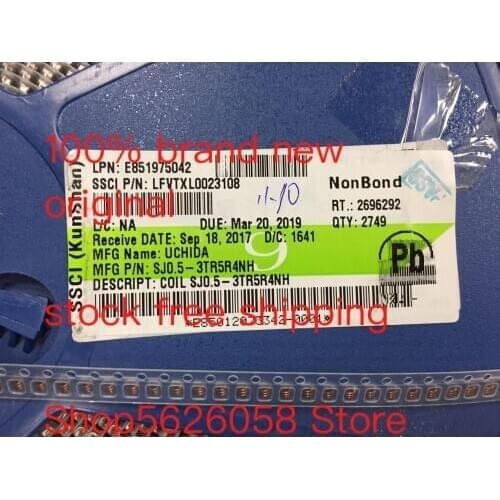 100% brand new
original
stock free shipping
Shop5626058 Store
SSCI (KunShan)
LPN: E851975042
SSCI P/N: LFVTXL0023108
11-10
NonBond
L/C: NA
DUE: Mar 20, 2019
RT.: 2696292
Receive DATE: Sep 18, 2017 D/C: 1641
QTY: 2749
MFG Name: UCHIDA
9
MFG P/N: SJ0.5-3TR5R4NH
Pb
DESCRIPT: COIL SJ0.5-3TR5R4NH